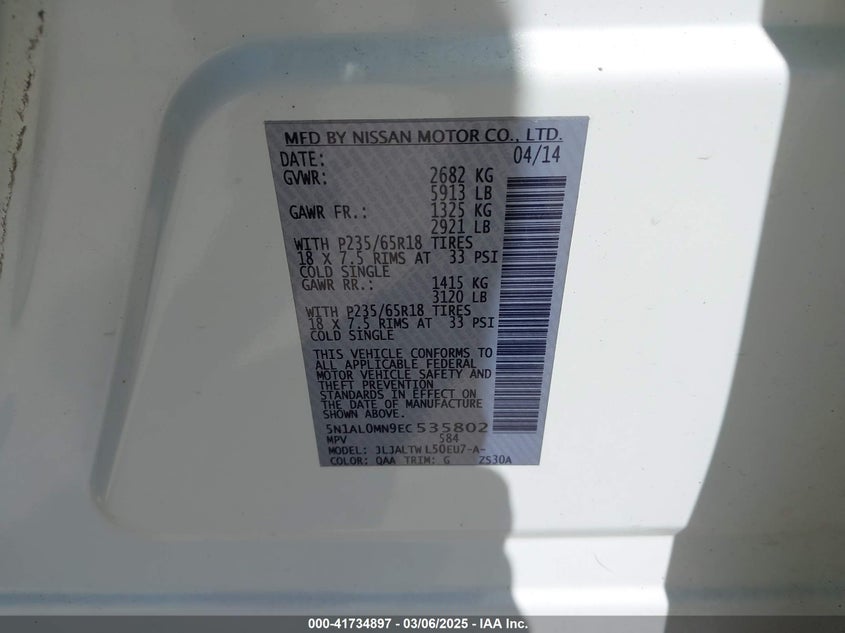 MFD BY NISSAN MOTOR CO., LTD.
DATE: 04/14
GVWR: 2682 KG
5913 LB
GAWR FR.: 1325 KG
2921 LB
WITH P235/65R18 TIRES
18 X 7.5 RIMS AT 33 PSI
COLD SINGLE
GAWR RR.: 1415 KG
3120 LB
WITH P235/65R18 TIRES
18 X 7.5 RIMS AT 33 PSI
COLD SINGLE
THIS VEHICLE CONFORMS TO
ALL APPLICABLE FEDERAL
MOTOR VEHICLE SAFETY AND
THEFT PREVENTION
STANDARDS IN EFFECT ON
THE DATE OF MANUFACTURE
SHOWN ABOVE.
5N1AL0MN9EC535802
MPV S84
MODEL: JLJALTW L50EU7-A-
COLOR: QAA TRIM: G ZS30A
000-41734897 - 03/06/2025 - IAA Inc.